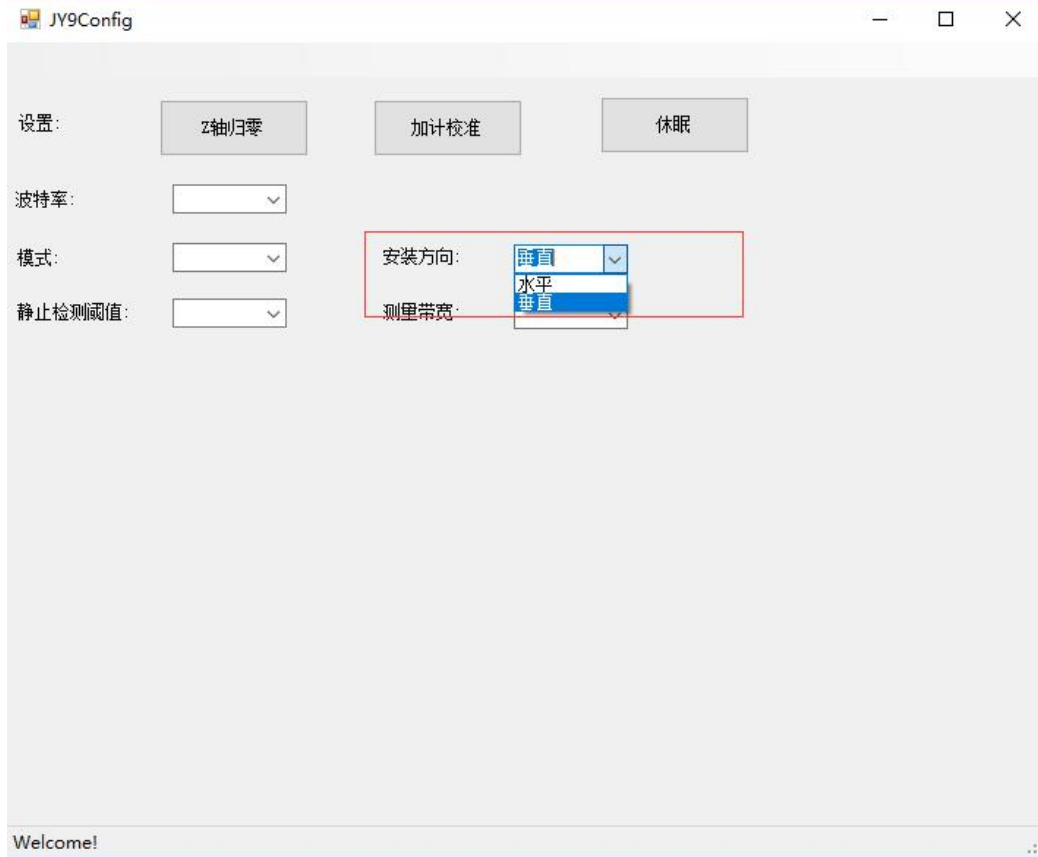 JY9Config
设置:
Z轴归零
加计校准
休眠
波特率:
模式:
安装方向:
垂直
水平
垂直
静止检测阈值:
测量带宽:
Welcome!